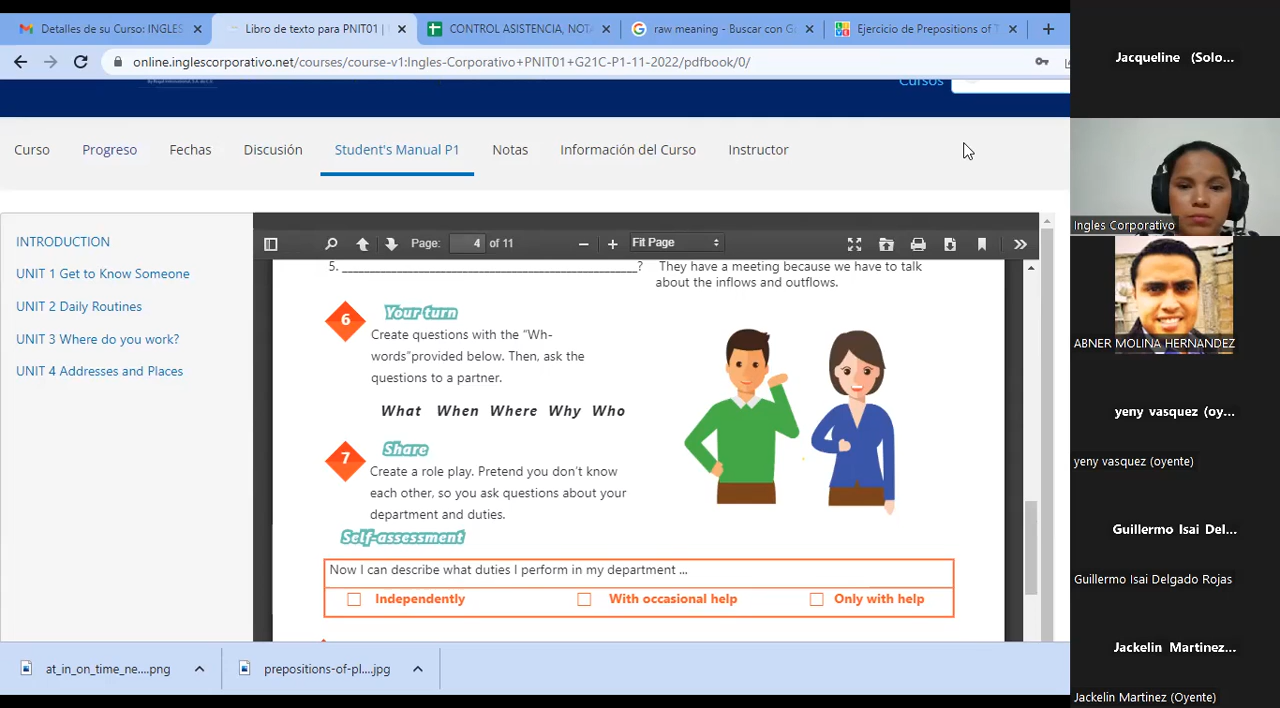 Detalles de su Curso: INGLES
Libro de texto para PNIT01 |
CONTROL ASISTENCIA, NOTA
raw meaning - Buscar con G
Ejercicio de Prepositions of T
online.inglescorporativo.net/courses/course-v1:Ingles-Corporativo+PNIT01+G21C-P1-11-2022/pdfbook/0/
Cursos
Curso
Progreso
Fechas
Discusión
Student's Manual P1
Notas
Información del Curso
Instructor
INTRODUCTION
UNIT 1 Get to Know Someone
UNIT 2 Daily Routines
UNIT 3 Where do you work?
UNIT 4 Addresses and Places
Page: 4 of 11
Fit Page
5. ______________________________________________? They have a meeting because we have to talk
about the inflows and outflows.
6 Your turn
Create questions with the “Wh-
words”provided below. Then, ask the
questions to a partner.
What When Where Why Who
7 Share
Create a role play. Pretend you don’t know
each other, so you ask questions about your
department and duties.
Self-assessment
Now I can describe what duties I perform in my department ...
Independently
With occasional help
Only with help
at_in_on_time_ne....png
prepositions-of-pl....jpg
Jacqueline (Solo...
Ingles Corporativo
ABNER MOLINA HERNANDEZ
yeny vasquez (oy...
yeny vasquez (oyente)
Guillermo Isai Del...
Guillermo Isai Delgado Rojas
Jackelin Martinez...
Jackelin Martinez (Oyente)